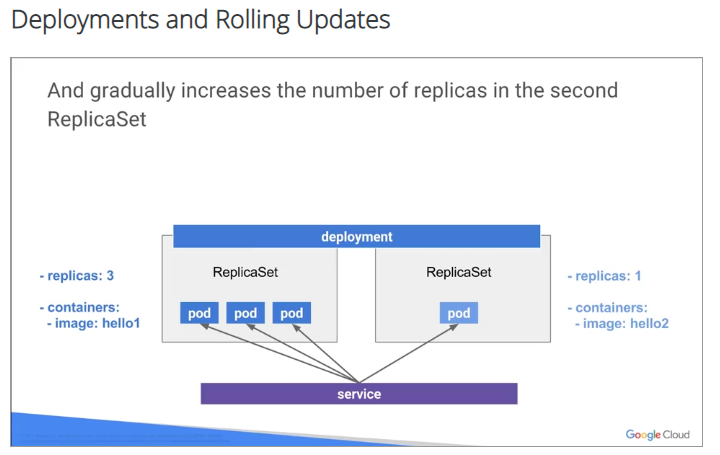 Deployments and Rolling Updates
And gradually increases the number of replicas in the second
ReplicaSet
deployment
ReplicaSet
ReplicaSet
- replicas: 3
- replicas: 1
- containers:
- image: hello1
- containers:
- image: hello2
pod pod pod
pod
service
Google Cloud